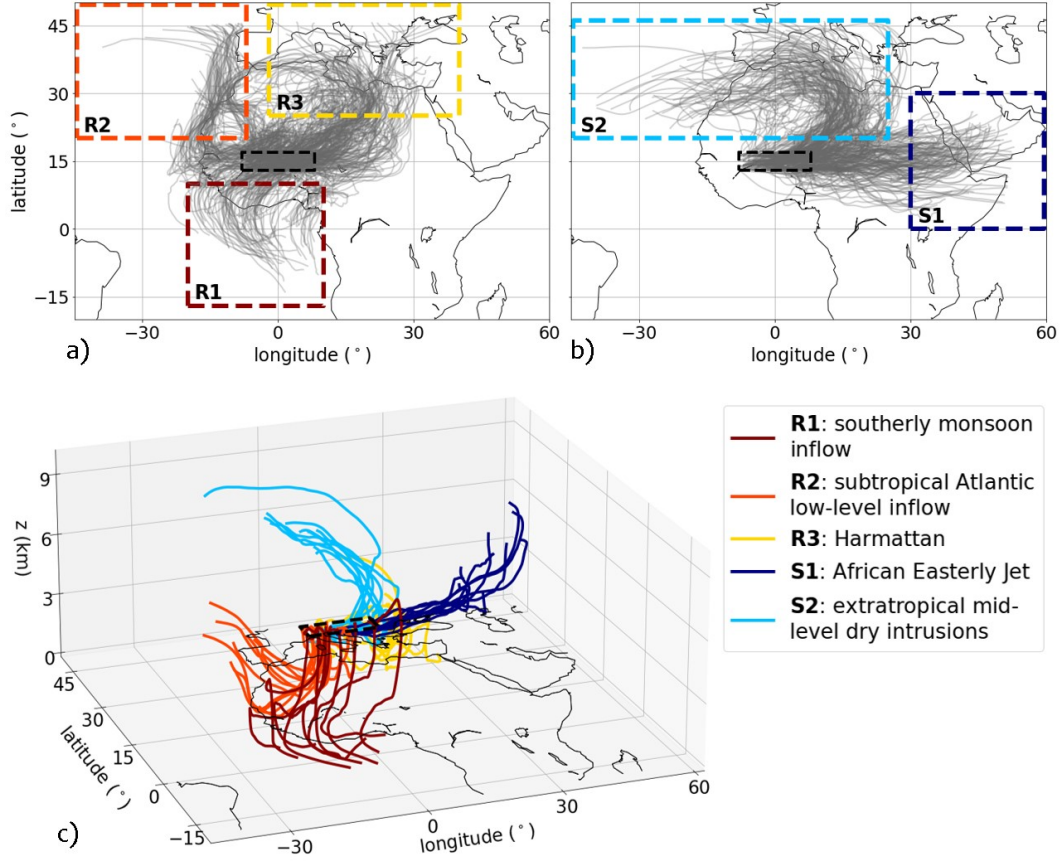 45
30
15
0
−15
latitude (°)
R2
R3
R1
−30
0
30
60
a)
longitude (°)
S2
S1
−30
0
30
60
b)
longitude (°)
9
6
3
0
z (km)
45
30
15
0
−15
latitude (°)
−30
0
30
60
longitude (°)
c)
R1: southerly monsoon
inflow
R2: subtropical Atlantic
low-level inflow
R3: Harmattan
S1: African Easterly Jet
S2: extratropical mid-
level dry intrusions